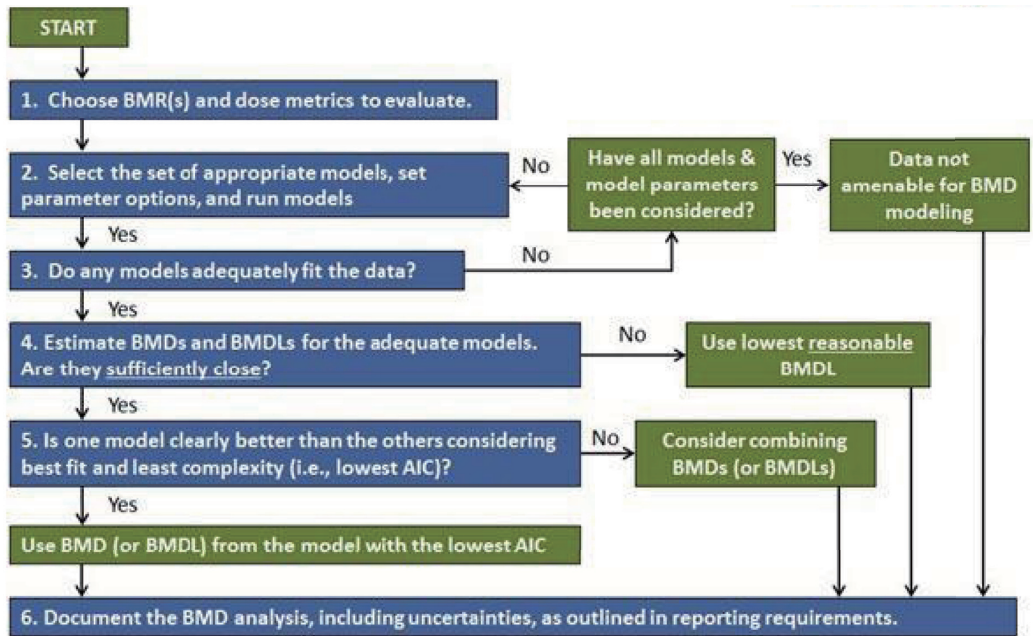 START
1. Choose BMR(s) and dose metrics to evaluate.
2. Select the set of appropriate models, set
parameter options, and run models
No
Have all models &
model parameters
been considered?
Yes
Data not
amenable for BMD
modeling
Yes
3. Do any models adequately fit the data?
No
Yes
4. Estimate BMDs and BMDLs for the adequate models.
Are they sufficiently close?
No
Use lowest reasonable
BMDL
Yes
5. Is one model clearly better than the others considering
best fit and least complexity (i.e., lowest AIC)?
No
Consider combining
BMDs (or BMDLs)
Yes
Use BMD (or BMDL) from the model with the lowest AIC
6. Document the BMD analysis, including uncertainties, as outlined in reporting requirements.